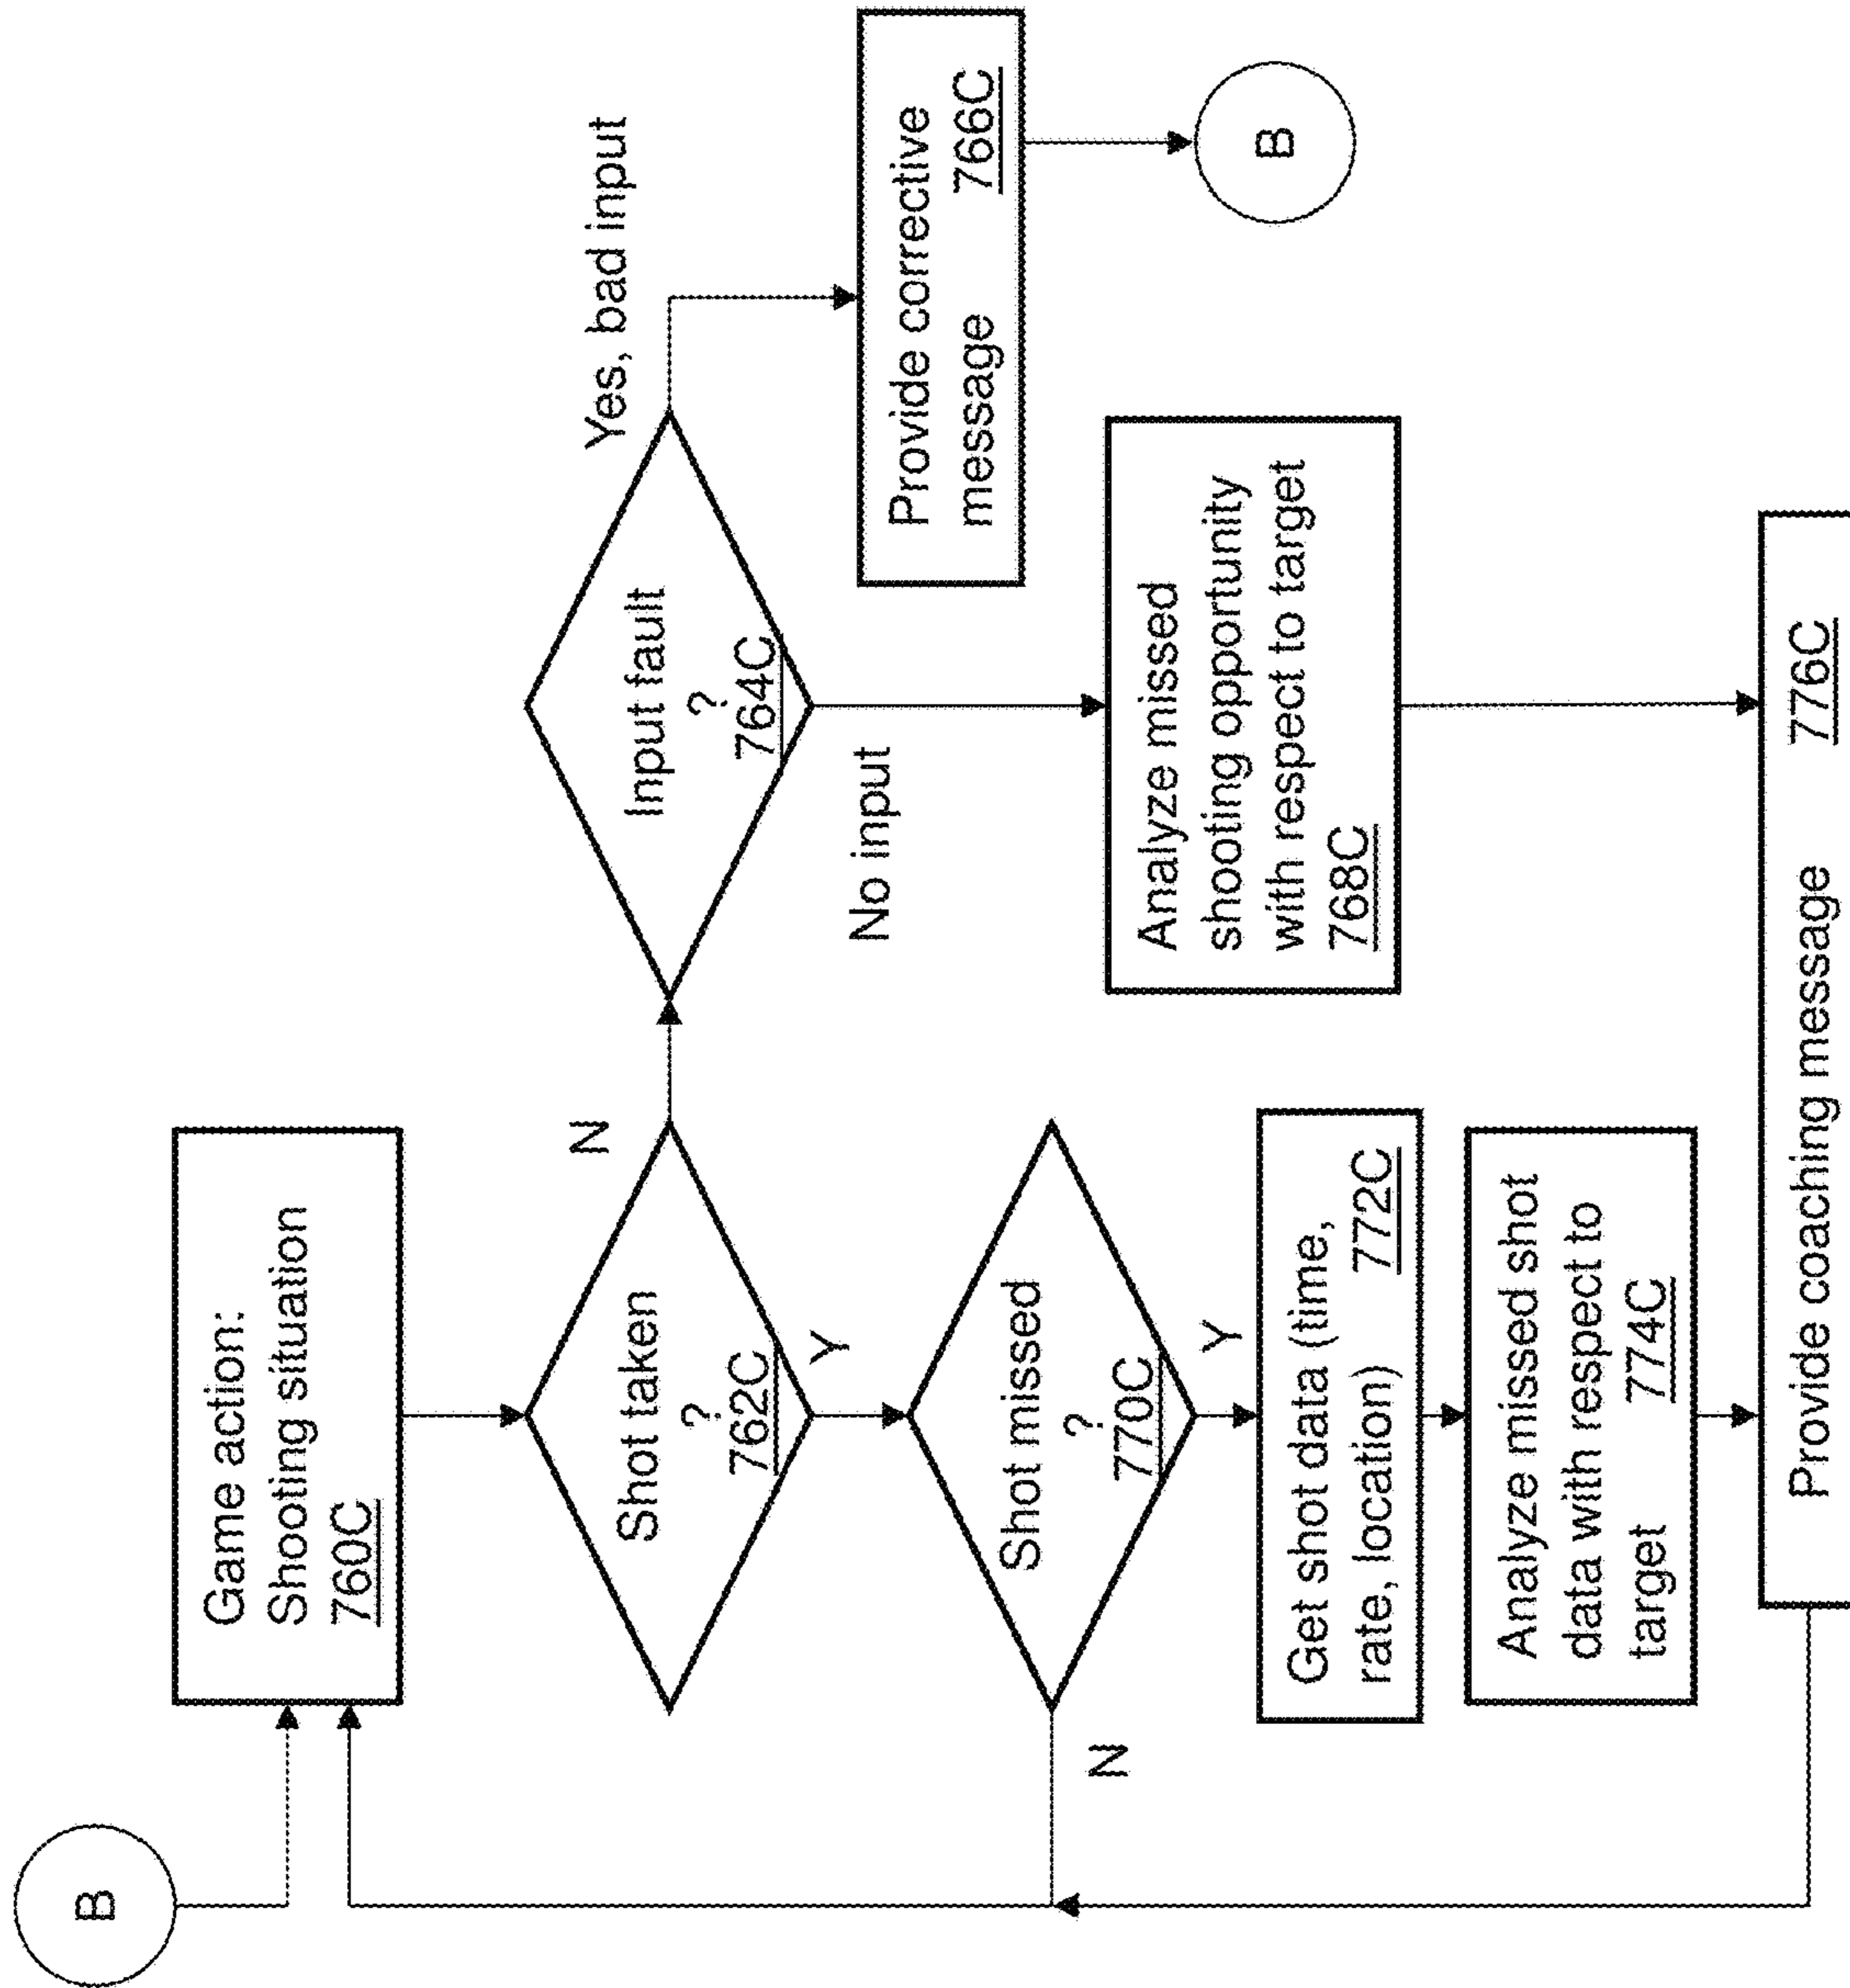 B
Game action:
Shooting situation
760C
Shot taken
?
762C
N
Y
Input fault
?
764C
Yes, bad input
No input
Provide corrective
message 766C
B
Analyze missed
shooting opportunity
with respect to target
768C
Shot missed
?
770C
N
Y
Get shot data (time,
rate, location) 772C
Analyze missed shot
data with respect to
target 774C
Provide coaching message 776C